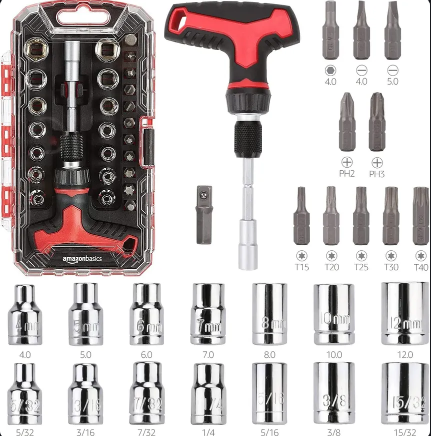 amazonbasics
4.0 4.0 5.0
PH2 PH3
T15 T20 T25 T30 T40
4mm 5mm 6mm 7mm 8mm 10mm 12mm
4.0 5.0 6.0 7.0 8.0 10.0 12.0
5/32 3/16 7/32 1/4 5/16 3/8 15/32
5/32 3/16 7/32 1/4 5/16 3/8 15/32